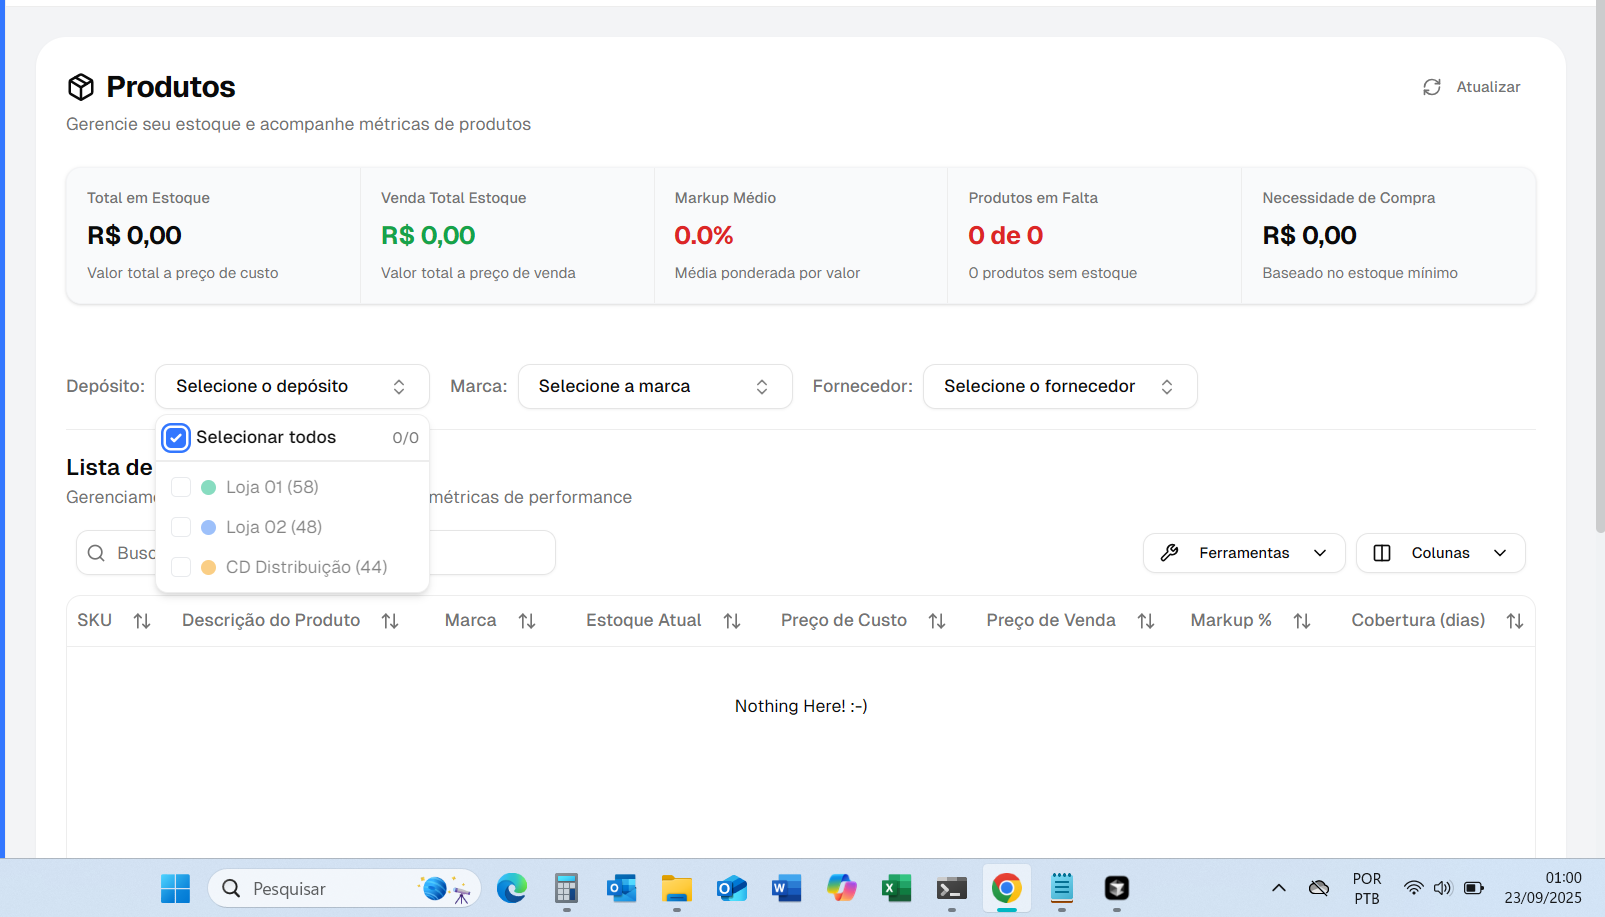 Produtos
Atualizar
Gerencie seu estoque e acompanhe métricas de produtos
Total em Estoque
R$ 0,00
Valor total a preço de custo
Venda Total Estoque
R$ 0,00
Valor total a preço de venda
Markup Médio
0.0%
Média ponderada por valor
Produtos em Falta
0 de 0
0 produtos sem estoque
Necessidade de Compra
R$ 0,00
Baseado no estoque mínimo
Depósito: Selecione o depósito Marca: Selecione a marca Fornecedor: Selecione o fornecedor
Selecionar todos 0/0
Loja 01 (58)
Loja 02 (48)
CD Distribuição (44)
Lista de
métricas de performance
Ferramentas Colunas
SKU Descrição do Produto Marca Estoque Atual Preço de Custo Preço de Venda Markup % Cobertura (dias)
Nothing Here! :-)
Pesquisar
POR
PTB
01:00
23/09/2025